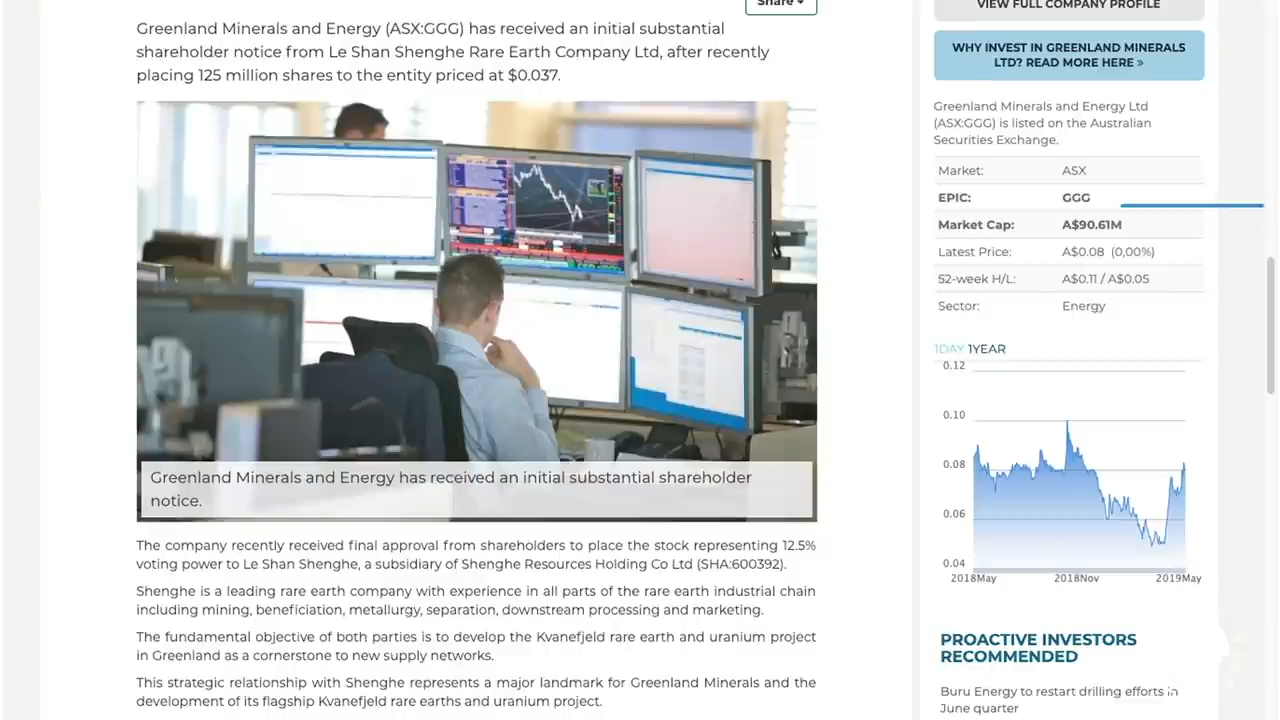 Share
Greenland Minerals and Energy (ASX:GGG) has received an initial substantial
shareholder notice from Le Shan Shenghe Rare Earth Company Ltd, after recently
placing 125 million shares to the entity priced at $0.037.
Greenland Minerals and Energy has received an initial substantial shareholder
notice.
The company recently received final approval from shareholders to place the stock representing 12.5%
voting power to Le Shan Shenghe, a subsidiary of Shenghe Resources Holding Co Ltd (SHA:600392).
Shenghe is a leading rare earth company with experience in all parts of the rare earth industrial chain
including mining, beneficiation, metallurgy, separation, downstream processing and marketing.
The fundamental objective of both parties is to develop the Kvanefjeld rare earth and uranium project
in Greenland as a cornerstone to new supply networks.
This strategic relationship with Shenghe represents a major landmark for Greenland Minerals and the
development of its flagship Kvanefjeld rare earths and uranium project.
VIEW FULL COMPANY PROFILE
WHY INVEST IN GREENLAND MINERALS
LTD? READ MORE HERE »
Greenland Minerals and Energy Ltd
(ASX:GGG) is listed on the Australian
Securities Exchange.
Market: ASX
EPIC: GGG
Market Cap: A$90.61M
Latest Price: A$0.08 (0,00%)
52-week H/L: A$0.11 / A$0.05
Sector: Energy
1DAY 1YEAR
0.12
0.10
0.08
0.06
0.04
2018May 2018Nov 2019May
PROACTIVE INVESTORS
RECOMMENDED
Buru Energy to restart drilling efforts in
June quarter